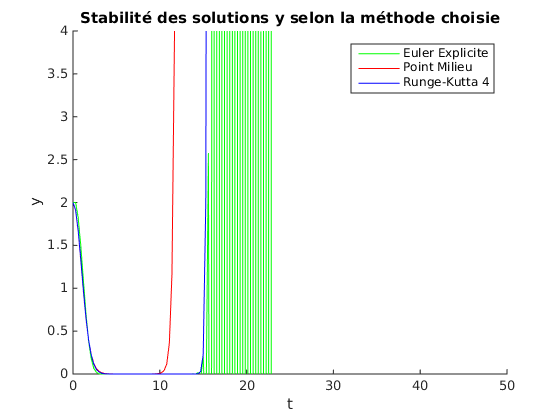 Stabilité des solutions y selon la méthode choisie
4
3.5
3
2.5
2
1.5
1
0.5
0
y
Euler Explicite
Point Milieu
Runge-Kutta 4
0 10 20 30 40 50
t